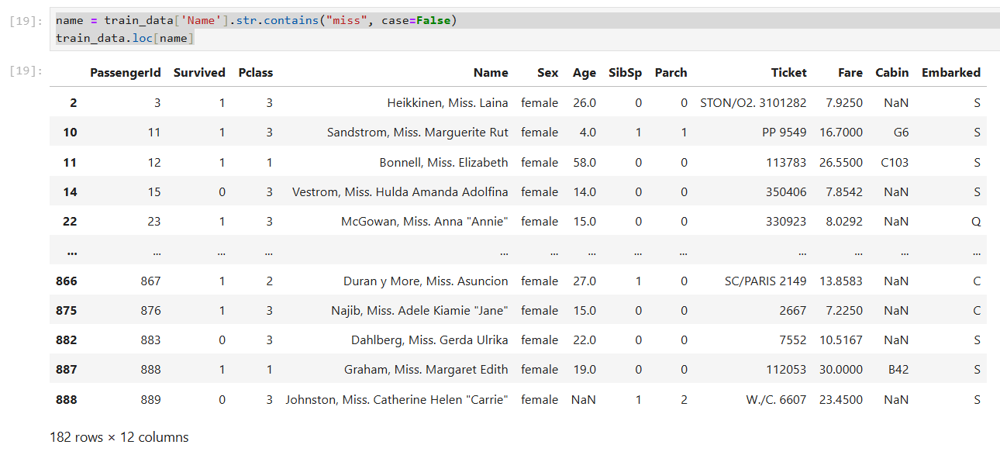 [19]: name = train_data['Name'].str.contains("miss", case=False)
train_data.loc[name]
[19]: PassengerId Survived Pclass Name Sex Age SibSp Parch Ticket Fare Cabin Embarked
2 3 1 3 Heikkinen, Miss. Laina female 26.0 0 0 STON/O2. 3101282 7.9250 NaN S
10 11 1 3 Sandstrom, Miss. Marguerite Rut female 4.0 1 1 PP 9549 16.7000 G6 S
11 12 1 1 Bonnell, Miss. Elizabeth female 58.0 0 0 113783 26.5500 C103 S
14 15 0 3 Vestrom, Miss. Hulda Amanda Adolfina female 14.0 0 0 350406 7.8542 NaN S
22 23 1 3 McGowan, Miss. Anna "Annie" female 15.0 0 0 330923 8.0292 NaN Q
... ... ... ... ... ... ... ... ... ... ... ... ...
866 867 1 2 Duran y More, Miss. Asuncion female 27.0 1 0 SC/PARIS 2149 13.8583 NaN C
875 876 1 3 Najib, Miss. Adele Kiamie "Jane" female 15.0 0 0 2667 7.2250 NaN C
882 883 0 3 Dahlberg, Miss. Gerda Ulrika female 22.0 0 0 7552 10.5167 NaN S
887 888 1 1 Graham, Miss. Margaret Edith female 19.0 0 0 112053 30.0000 B42 S
888 889 0 3 Johnston, Miss. Catherine Helen "Carrie" female NaN 1 2 W./C. 6607 23.4500 NaN S
182 rows × 12 columns